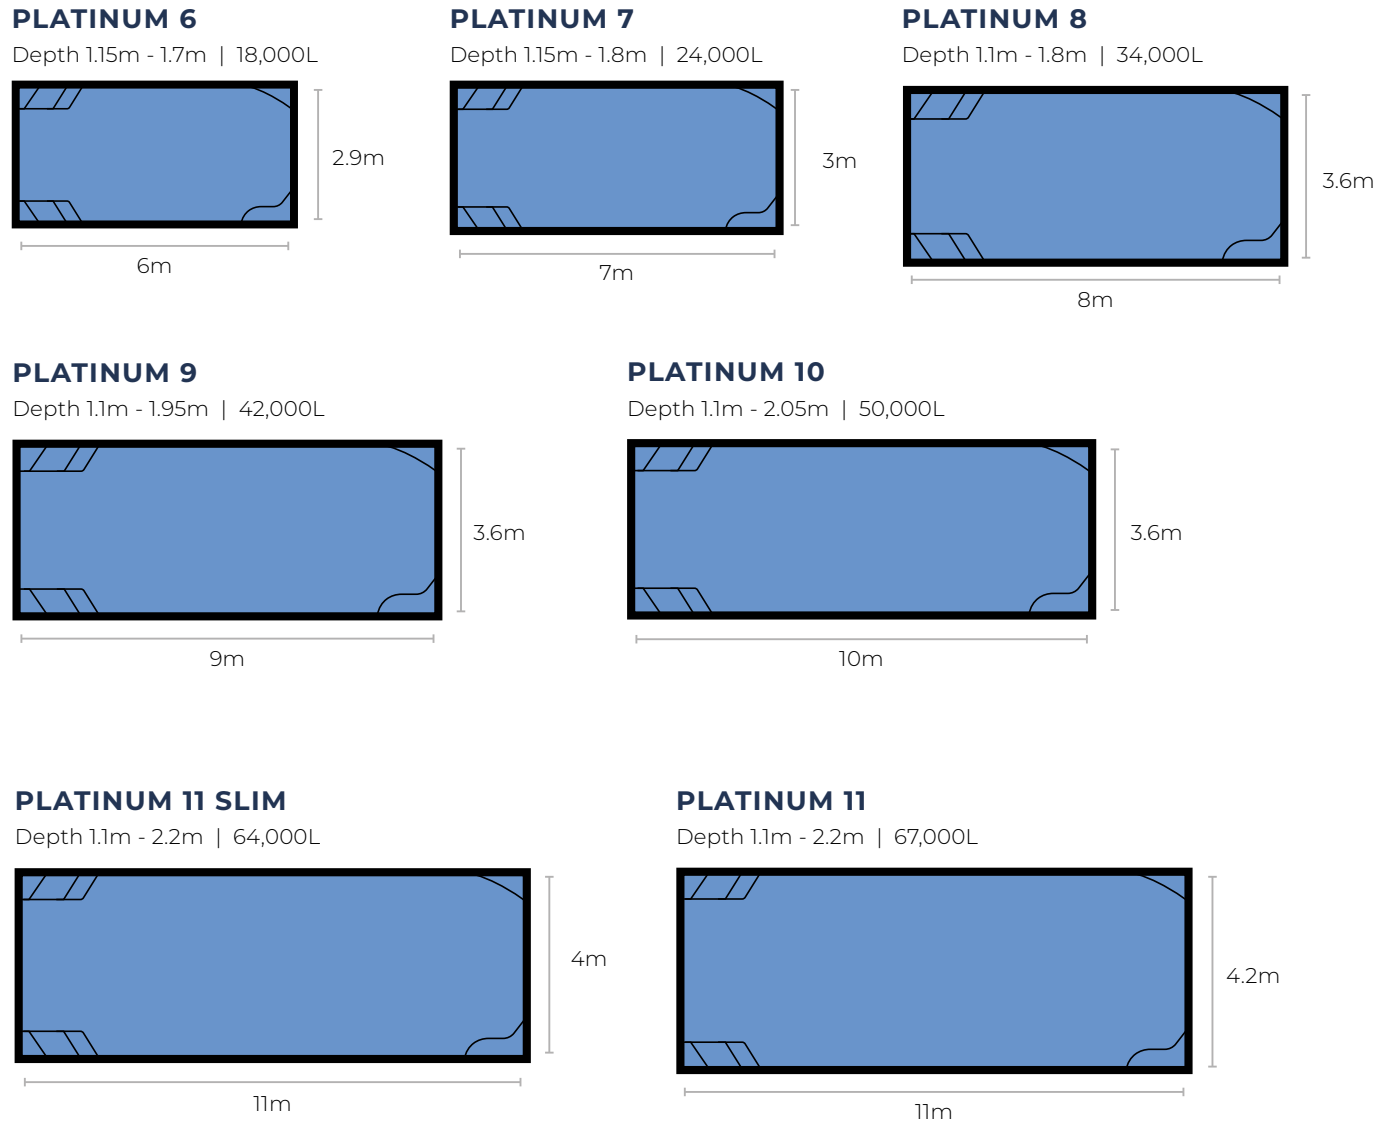 PLATINUM 6
Depth 1.15m - 1.7m | 18,000L
2.9m
6m
PLATINUM 7
Depth 1.15m - 1.8m | 24,000L
3m
7m
PLATINUM 8
Depth 1.1m - 1.8m | 34,000L
3.6m
8m
PLATINUM 9
Depth 1.1m - 1.95m | 42,000L
3.6m
9m
PLATINUM 10
Depth 1.1m - 2.05m | 50,000L
3.6m
10m
PLATINUM 11 SLIM
Depth 1.1m - 2.2m | 64,000L
4m
11m
PLATINUM 11
Depth 1.1m - 2.2m | 67,000L
4.2m
11m